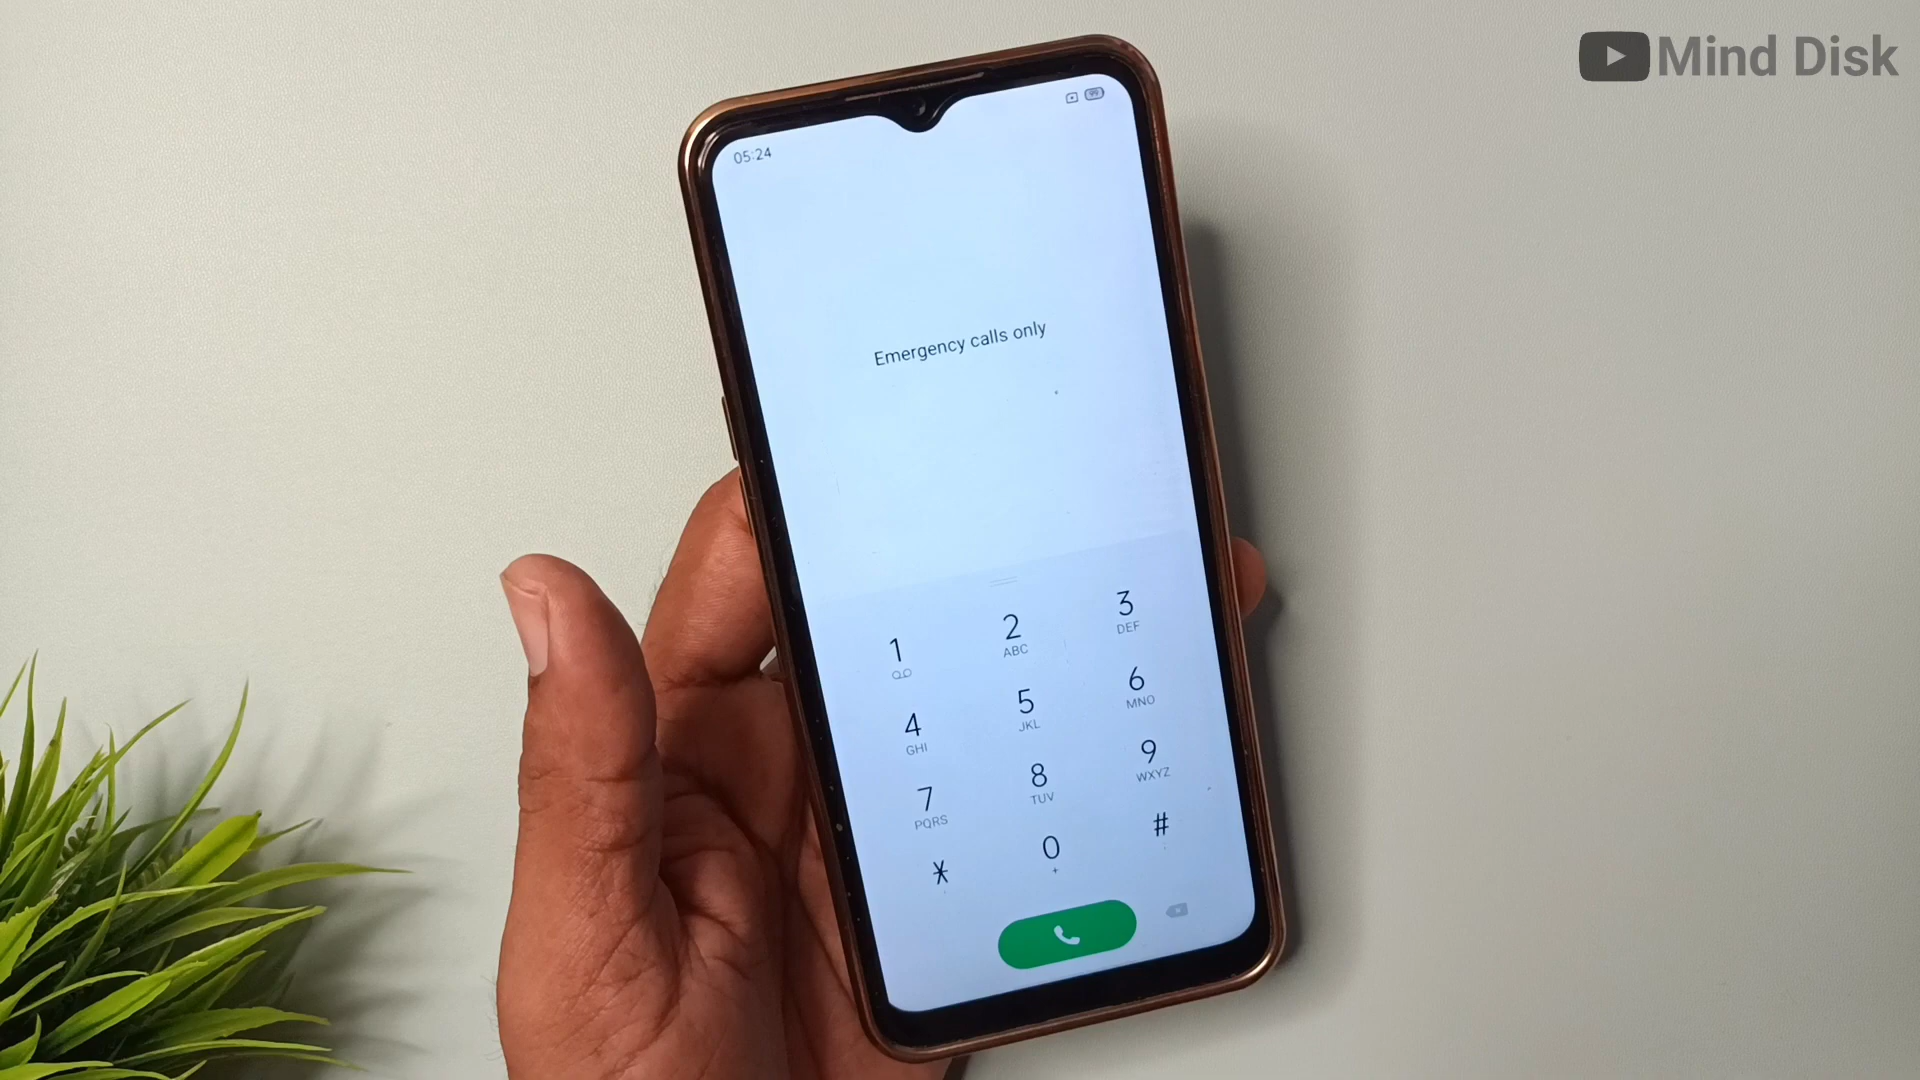 Mind Disk
05:24
99
Emergency calls only
1
2
ABC
3
DEF
4
GHI
5
JKL
6
MNO
7
PQRS
8
TUV
9
WXYZ
*
0
+
#